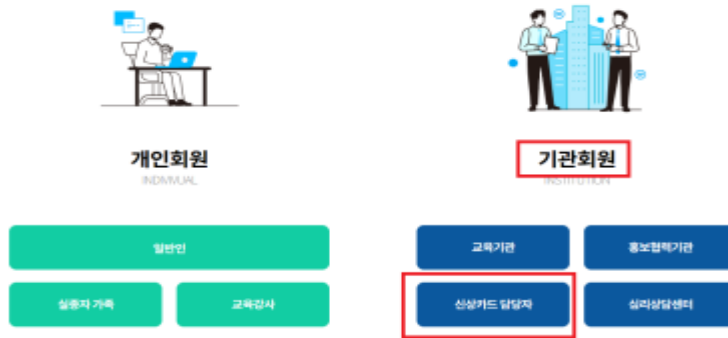 개인회원
INDIVIVUAL
기관회원
INSTITUTION
일반인
실종자 가족
교육강사
교육기관
홍보협력기관
신상카드 담당자
심리상담센터